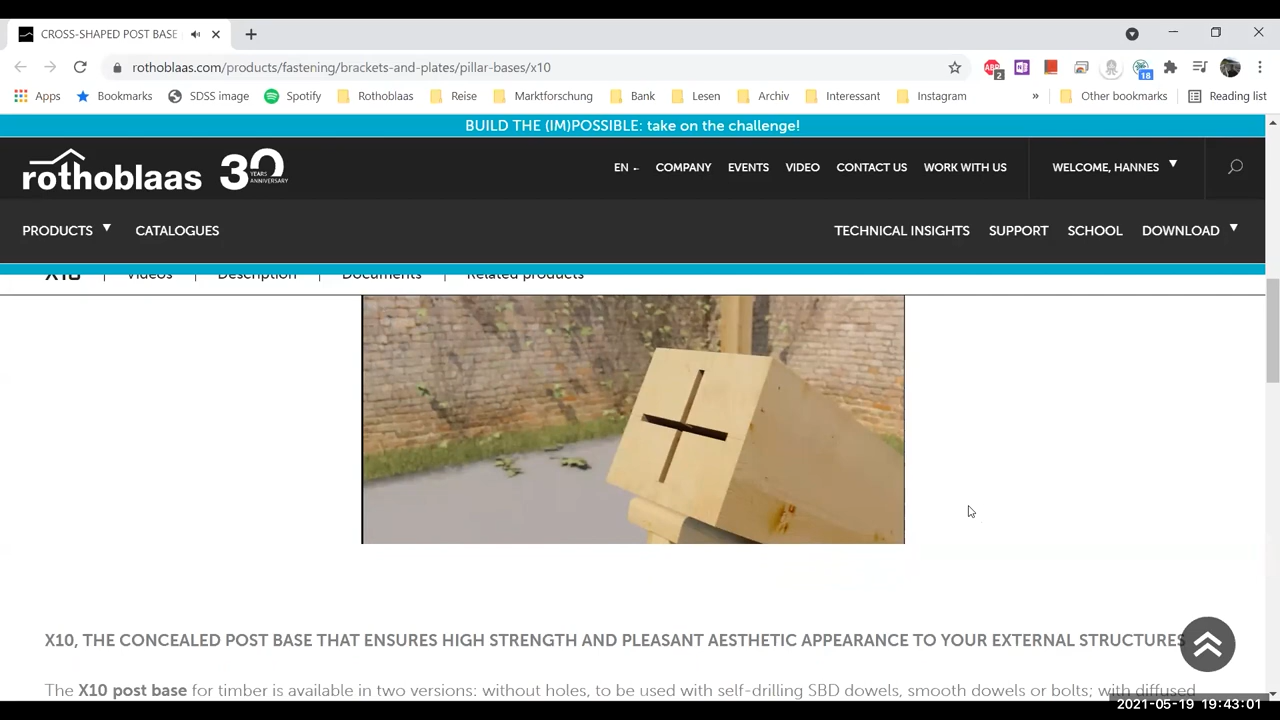 CROSS-SHAPED POST BASE
rothoblaas.com/products/fastening/brackets-and-plates/pillar-bases/x10
2
18
Apps Bookmarks SDSS image Spotify Rothoblaas Reise Marktforschung Bank Lesen Archiv Interessant Instagram » Other bookmarks Reading list
BUILD THE (IM)POSSIBLE: take on the challenge!
rothoblaas 30 YEARS ANNIVERSARY
EN COMPANY EVENTS VIDEO CONTACT US WORK WITH US WELCOME, HANNES
PRODUCTS CATALOGUES TECHNICAL INSIGHTS SUPPORT SCHOOL DOWNLOAD
X10 Videos Description Documents Related products
X10, THE CONCEALED POST BASE THAT ENSURES HIGH STRENGTH AND PLEASANT AESTHETIC APPEARANCE TO YOUR EXTERNAL STRUCTURES
The X10 post base for timber is available in two versions: without holes, to be used with self-drilling SBD dowels, smooth dowels or bolts; with diffused
2021-05-19 19:43:01